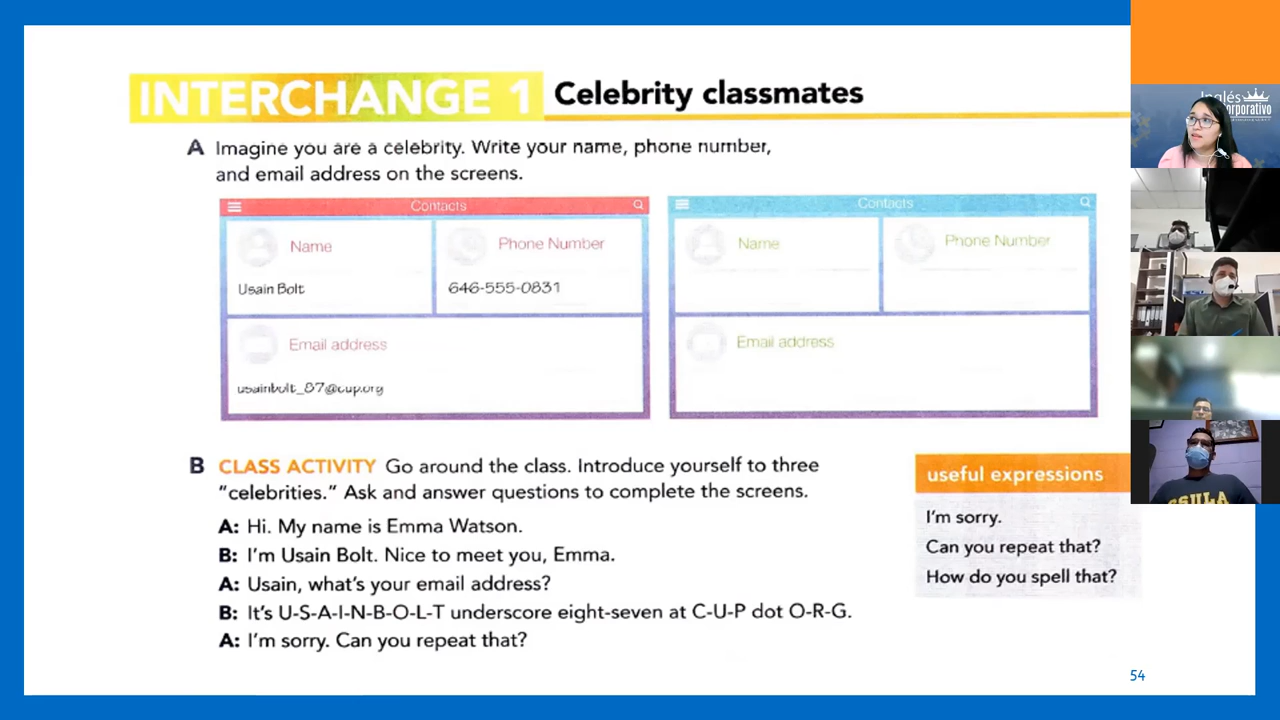 INTERCHANGE 1 Celebrity classmates
A Imagine you are a celebrity. Write your name, phone number,
and email address on the screens.
Contacts
Name
Phone Number
Usain Bolt
646-555-0831
Email address
usainbolt_87@cup.org
Contacts
Name
Phone Number
Email address
B CLASS ACTIVITY Go around the class. Introduce yourself to three
"celebrities." Ask and answer questions to complete the screens.
A: Hi. My name is Emma Watson.
B: I'm Usain Bolt. Nice to meet you, Emma.
A: Usain, what's your email address?
B: It's U-S-A-I-N-B-O-L-T underscore eight-seven at C-U-P dot O-R-G.
A: I'm sorry. Can you repeat that?
useful expressions
I'm sorry.
Can you repeat that?
How do you spell that?
54
Inglés